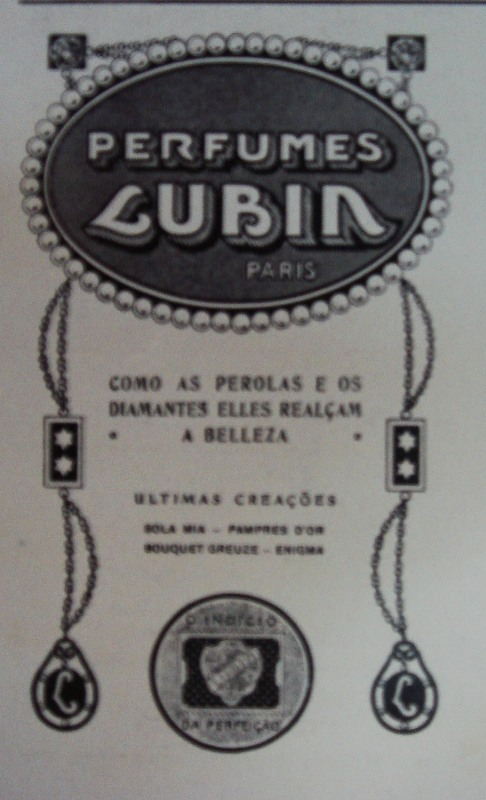 PERFUMES
LUBIN
PARIS
COMO AS PEROLAS E OS
DIAMANTES ELLES REALÇAM
A BELLEZA
ULTIMAS CREAÇÕES
SOLA MIA - PAMPRES D'OR
BOUQUET GREUZE - ENIGMA
O INDICIO
DA PERFEIÇÃO
L
L